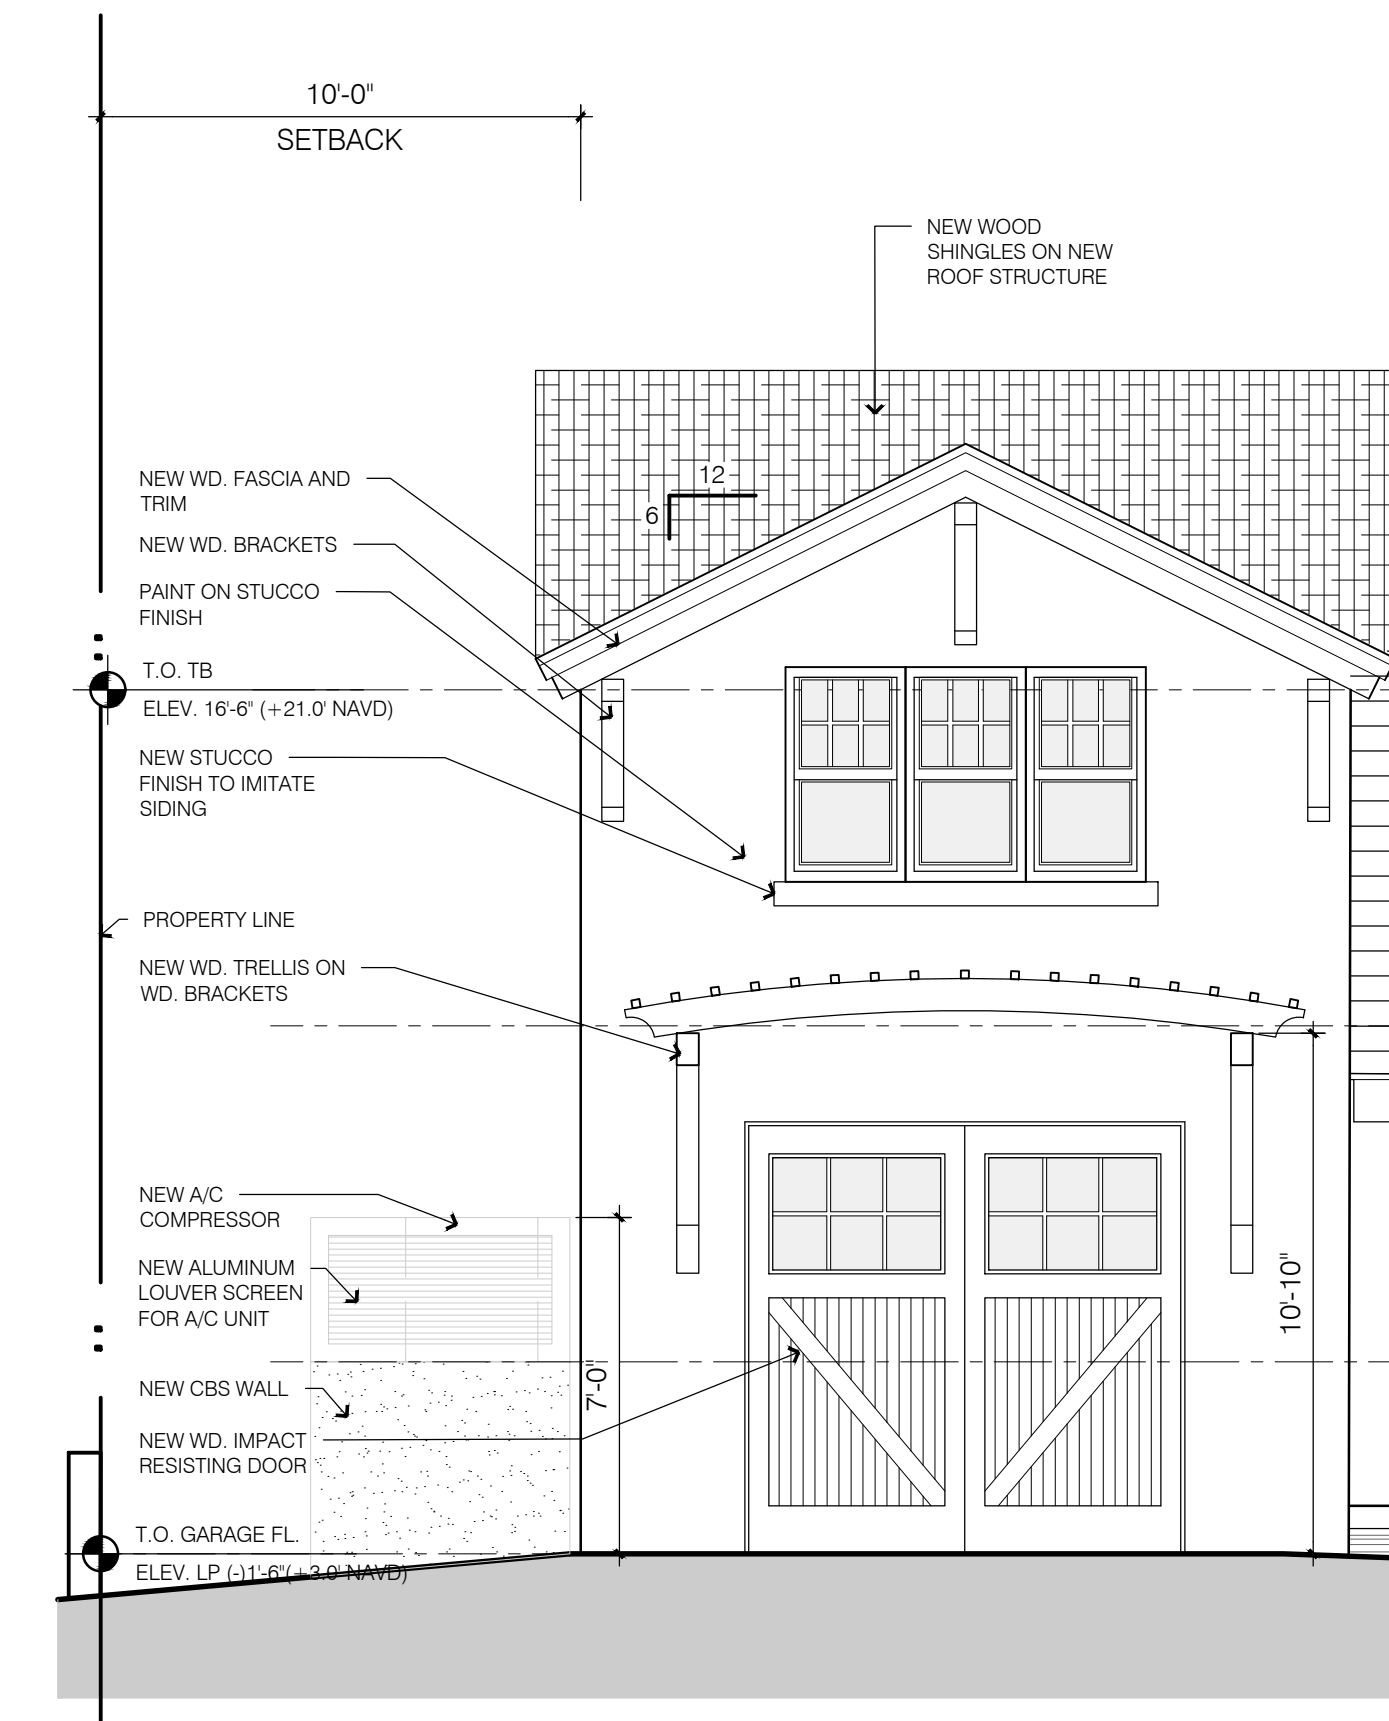 10'-0"
SETBACK
NEW WOOD
SHINGLES ON NEW
ROOF STRUCTURE
12
6
NEW WD. FASCIA AND
TRIM
NEW WD. BRACKETS
PAINT ON STUCCO
FINISH
T.O. TB
ELEV. 16'-6" (+21.0' NAVD)
NEW STUCCO
FINISH TO IMITATE
SIDING
PROPERTY LINE
NEW WD. TRELLIS ON
WD. BRACKETS
NEW A/C
COMPRESSOR
NEW ALUMINUM
LOUVER SCREEN
FOR A/C UNIT
10'-10"
7'-0"
NEW CBS WALL
NEW WD. IMPACT
RESISTING DOOR
T.O. GARAGE FL.
ELEV. LP (-)1'-6"(+3.0' NAVD)